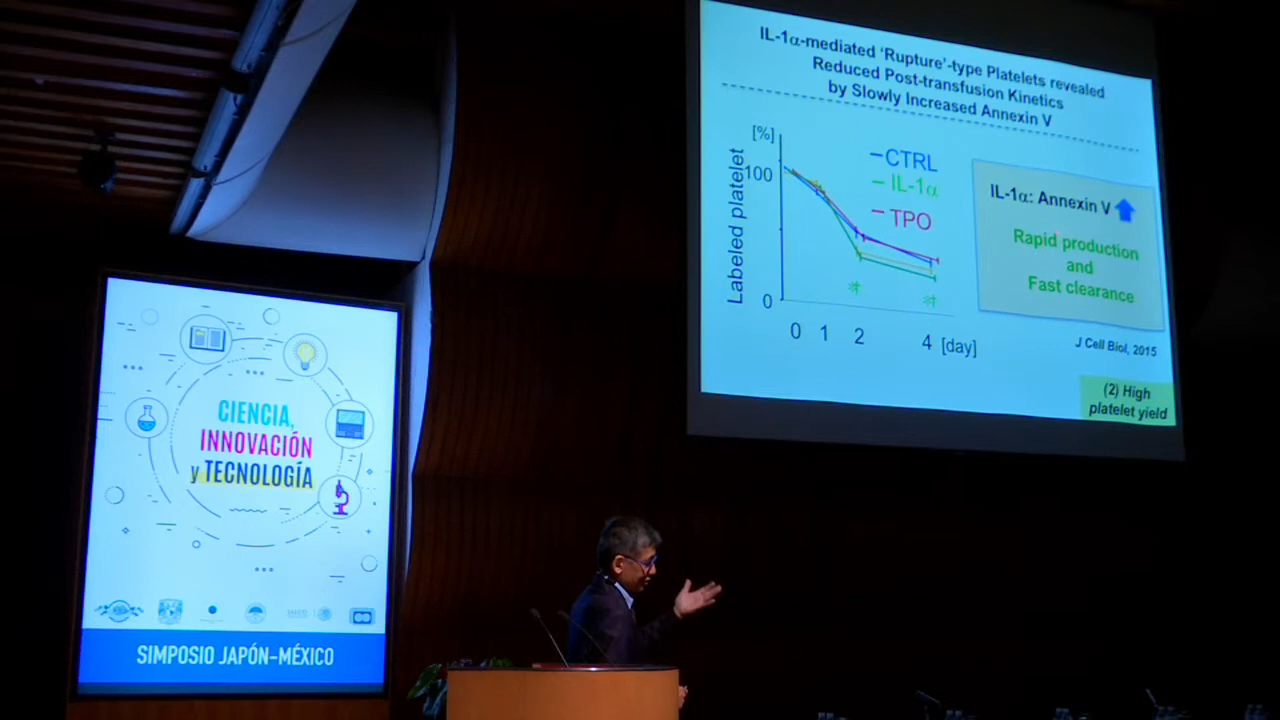 IL-1α-mediated 'Rupture'-type Platelets revealed
Reduced Post-transfusion Kinetics
by Slowly Increased Annexin V
[%]
100
0
Labeled platelet
CTRL
IL-1α
TPO
0 1 2 4 [day]
IL-1α: Annexin V
Rapid production
and
Fast clearance
J Cell Biol, 2015
(2) High
platelet yield
CIENCIA,
INNOVACIÓN
y TECNOLOGÍA
SIMPOSIO JAPÓN-MÉXICO